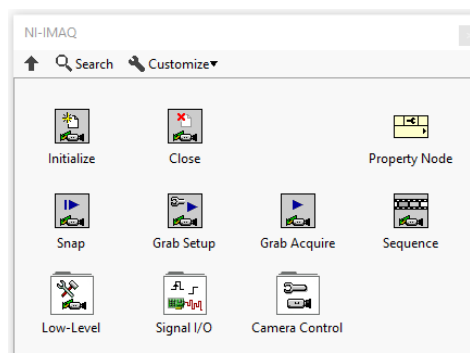 NI-IMAQ
Search Customize▾
Initialize Close Property Node
Snap Grab Setup Grab Acquire Sequence
Low-Level Signal I/O Camera Control